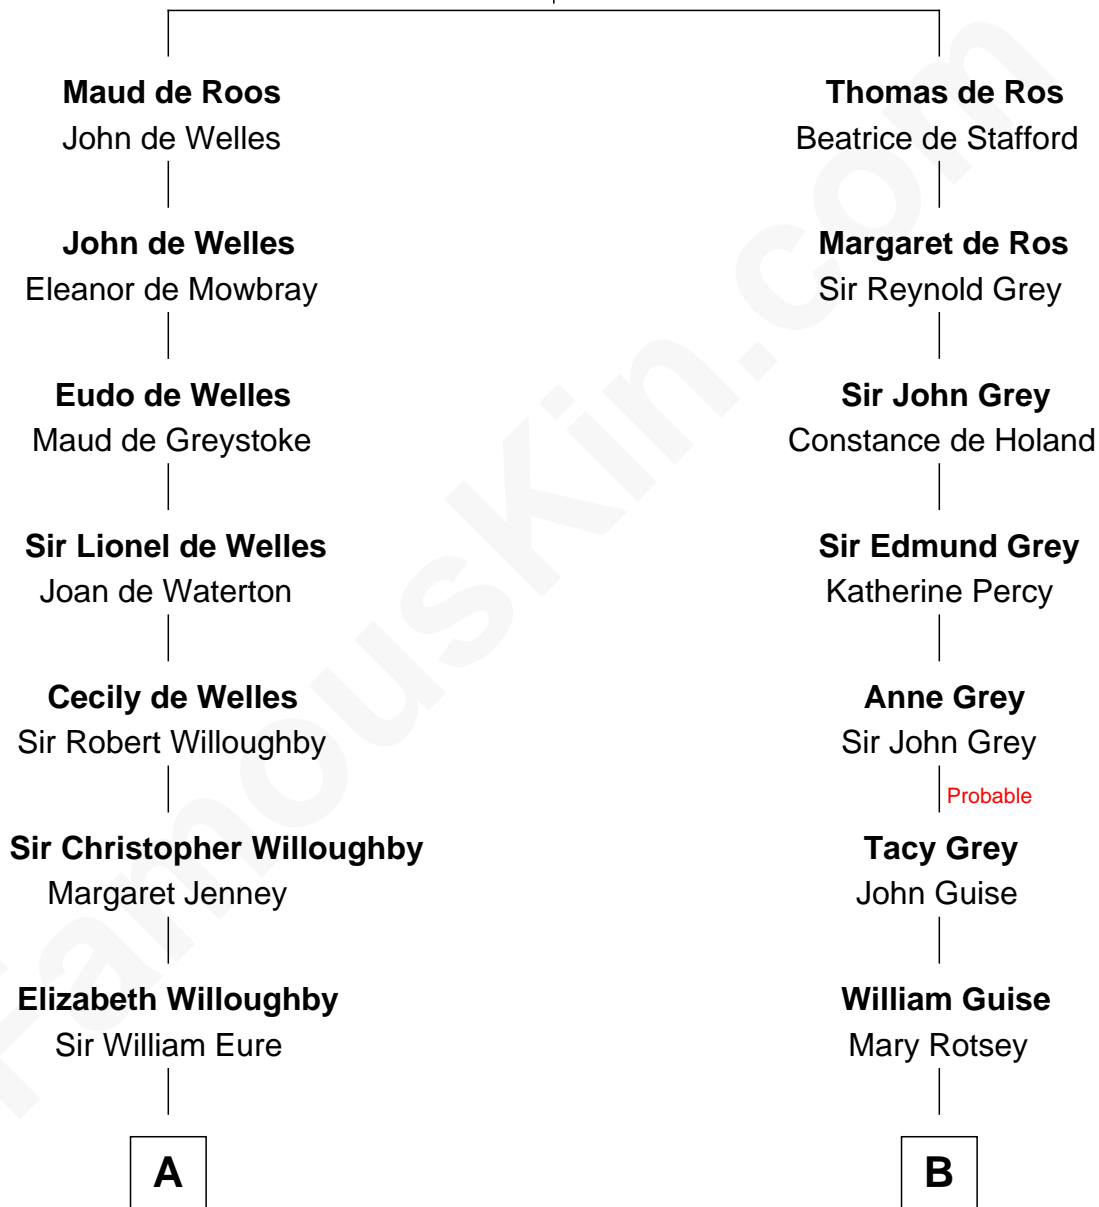 Maud de Roos
John de Welles
Thomas de Ros
Beatrice de Stafford
John de Welles
Eleanor de Mowbray
Margaret de Ros
Sir Reynold Grey
Eudo de Welles
Maud de Greystoke
Sir John Grey
Constance de Holand
Sir Lionel de Welles
Joan de Waterton
Sir Edmund Grey
Katherine Percy
Cecily de Welles
Sir Robert Willoughby
Anne Grey
Sir John Grey
Probable
Sir Christopher Willoughby
Margaret Jenney
Tacy Grey
John Guise
Elizabeth Willoughby
Sir William Eure
William Guise
Mary Rotsey
A
B
FamousKin.com